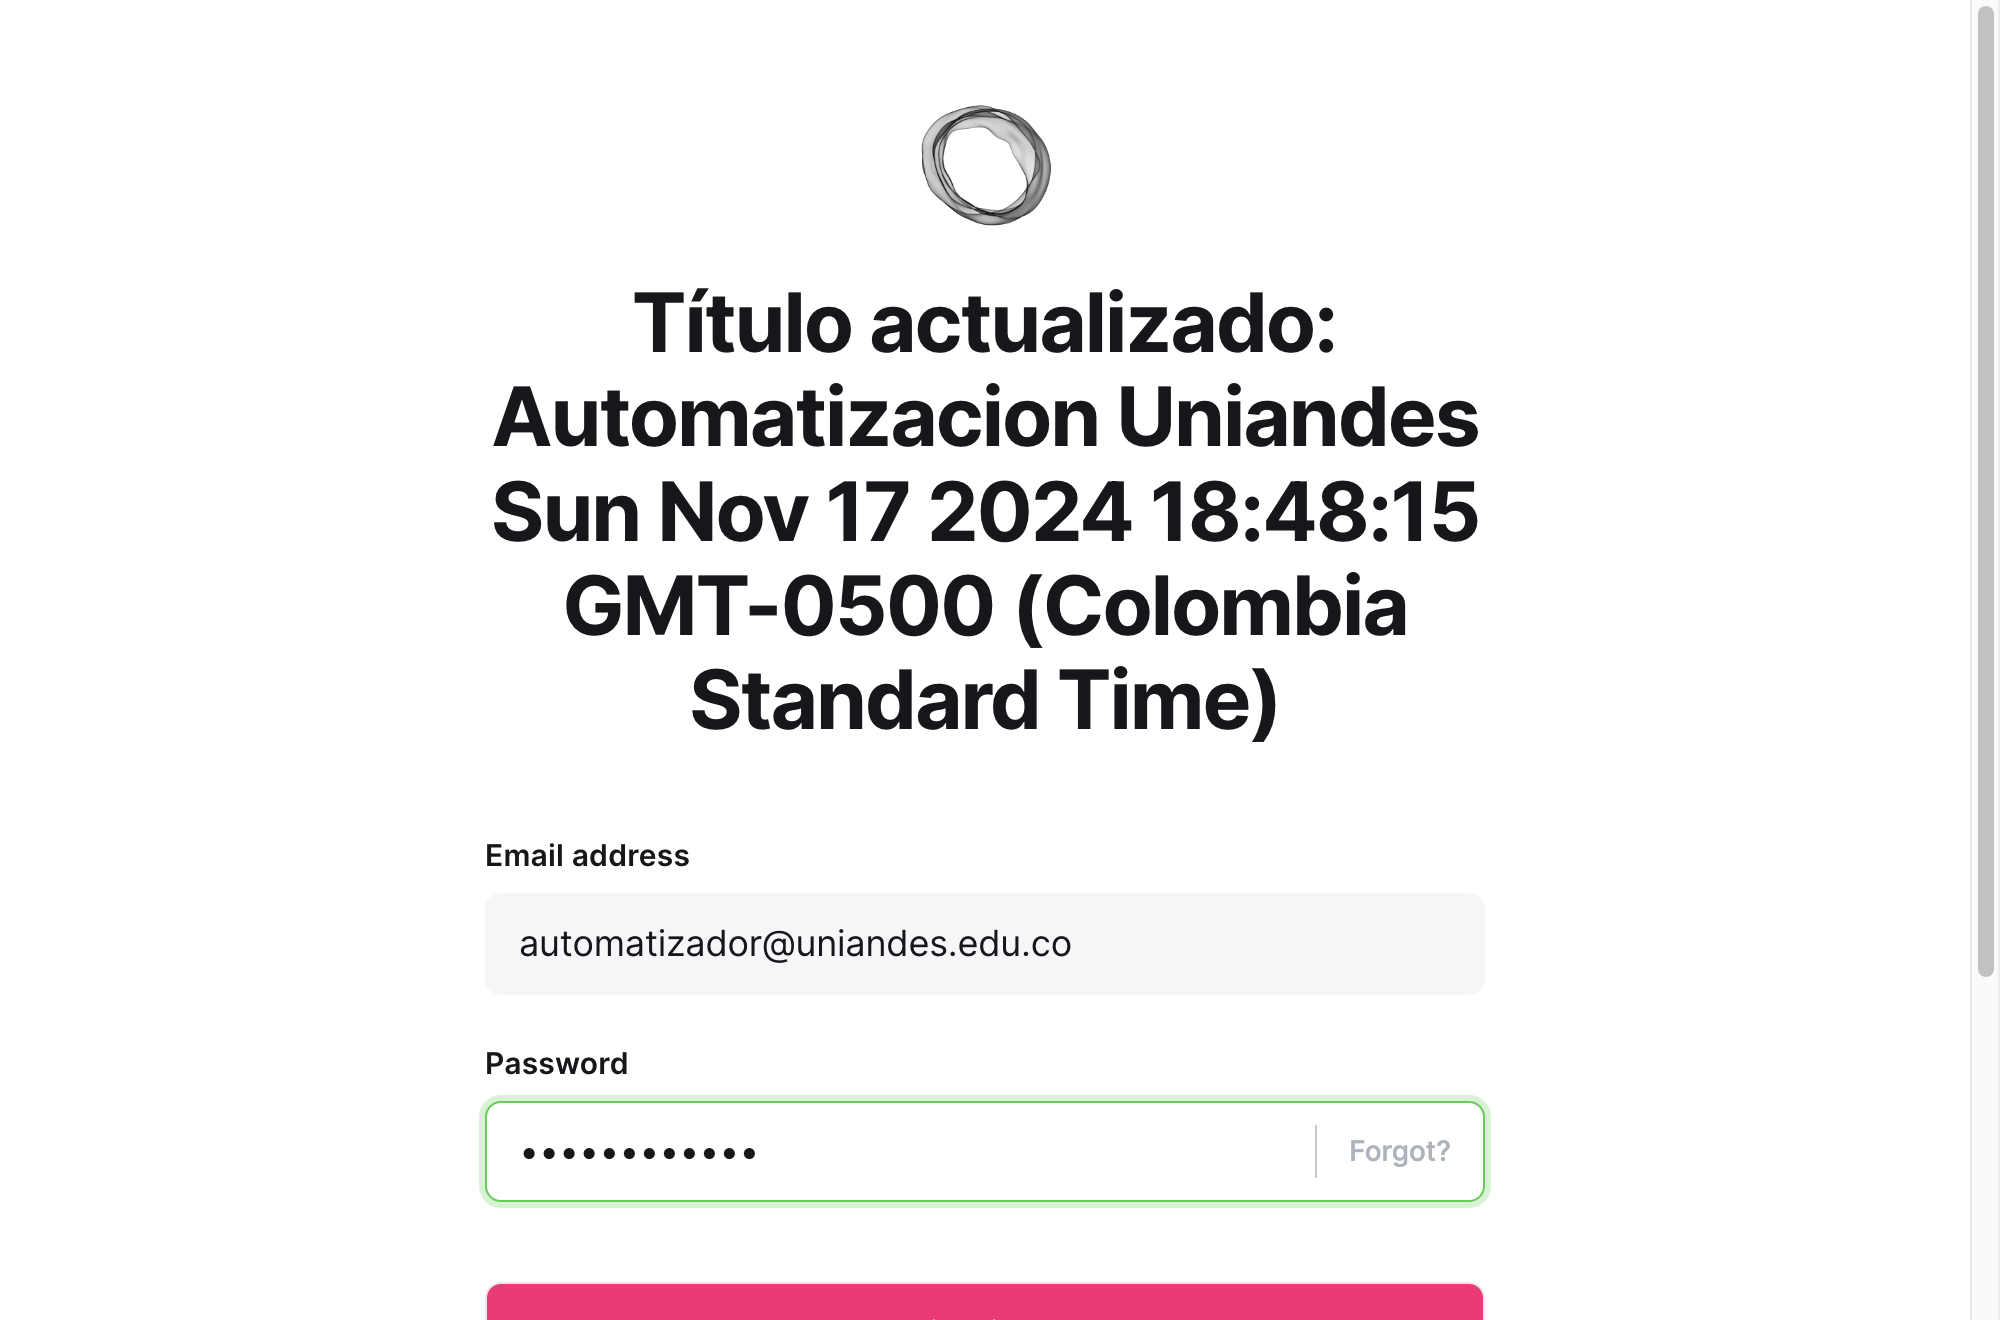 Título actualizado:
Automatizacion Uniandes
Sun Nov 17 2024 18:48:15
GMT-0500 (Colombia
Standard Time)
Email address
automatizador@uniandes.edu.co
Password
••••••••••••
Forgot?